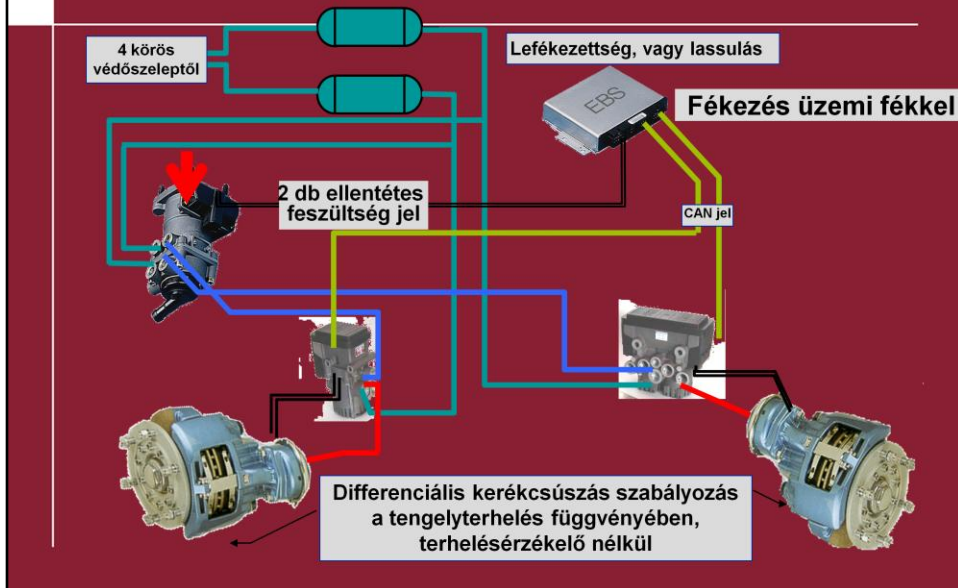 4 körös
védőszeleptől
Lefékezettség, vagy lassulás
EBS
Fékezés üzemi fékkel
2 db ellentétes
feszültség jel
CAN jel
Differenciális kerékcsúszás szabályozás
a tengelyterhelés függvényében,
terhelésérzékelő nélkül